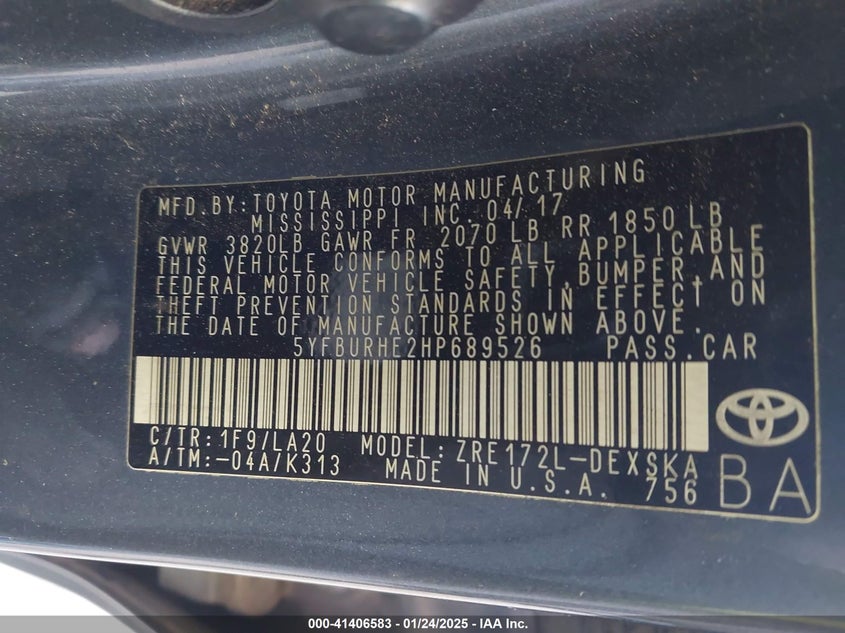 MFD. BY: TOYOTA MOTOR MANUFACTURING
MISSISSIPPI INC. 04/17
GVWR 3820LB GAWR FR 2070 LB RR 1850 LB
THIS VEHICLE CONFORMS TO ALL APPLICABLE
FEDERAL MOTOR VEHICLE SAFETY, BUMPER, AND
THEFT PREVENTION STANDARDS IN EFFECT ON
THE DATE OF MANUFACTURE SHOWN ABOVE.
5YFBURHE2HP689526 PASS. CAR
C/TR: 1F9/LA20 MODEL: ZRE172L-DEXSKA
A/TM: -04A/K313 MADE IN U.S.A. 756
BA
000-41406583 - 01/24/2025 - IAA Inc.